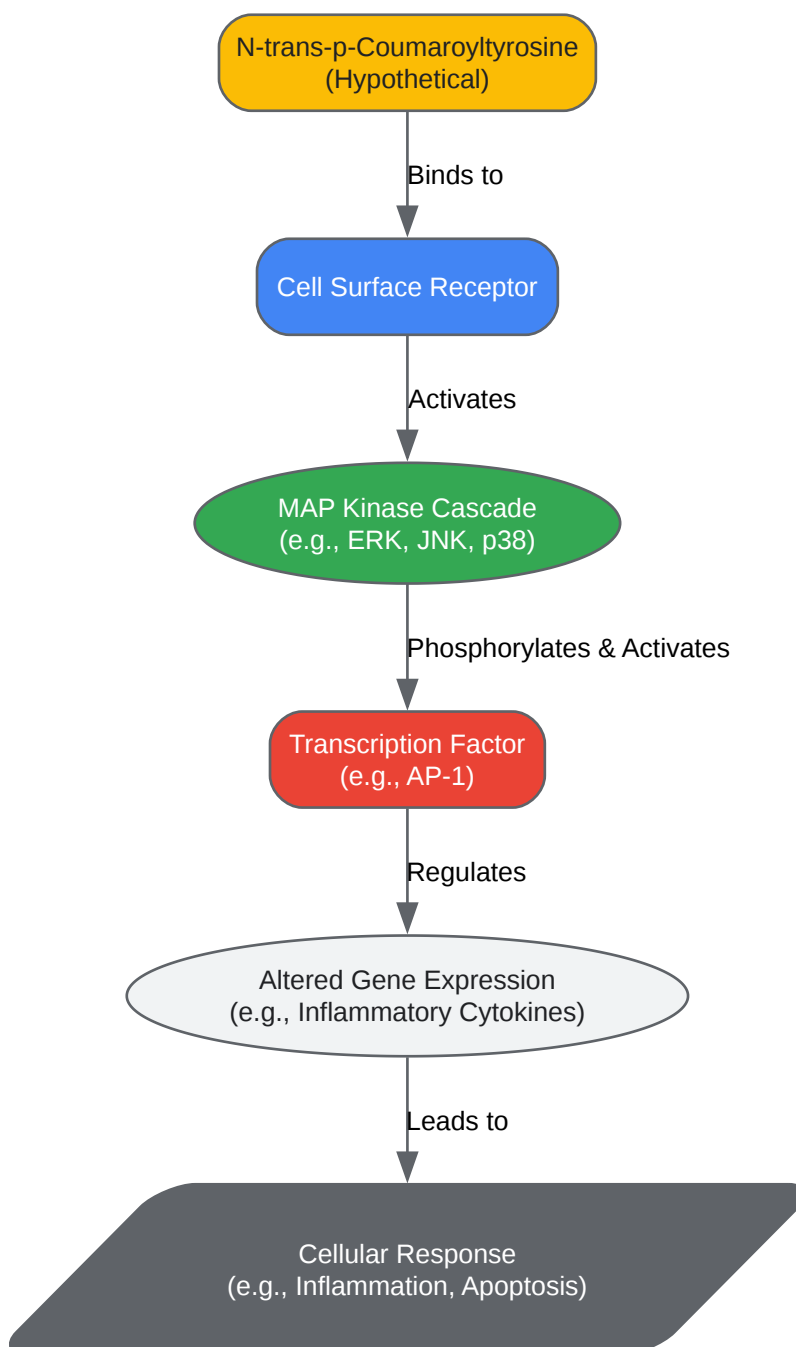 N-trans-p-Coumaroyltyrosine
(Hypothetical)
Binds to
Cell Surface Receptor
Activates
MAP Kinase Cascade
(e.g., ERK, JNK, p38)
Phosphorylates & Activates
Transcription Factor
(e.g., AP-1)
Regulates
Altered Gene Expression
(e.g., Inflammatory Cytokines)
Leads to
Cellular Response
(e.g., Inflammation, Apoptosis)